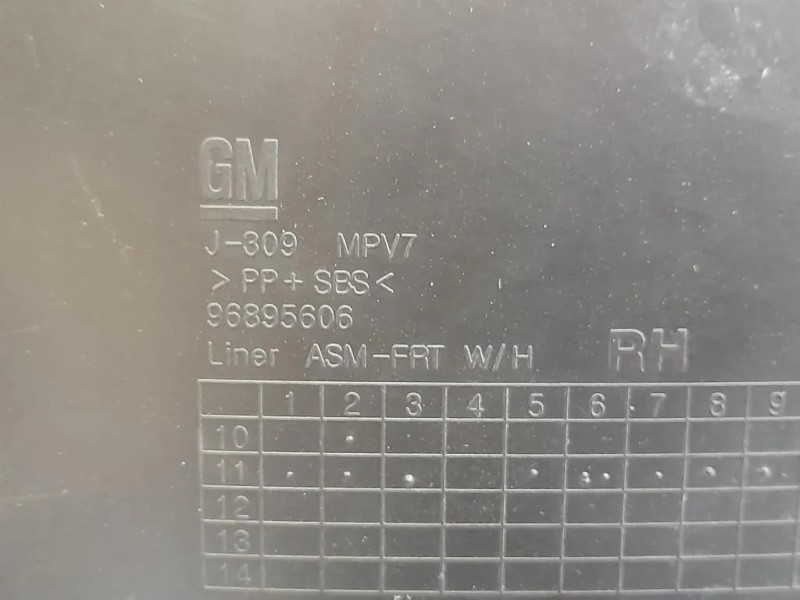 GM
J-309 MPV7
>PP+SBS<
96895606
Liner ASM-FRT W/H RH
1 2 3 4 5 6 7 8 9
10
11
12
13
14